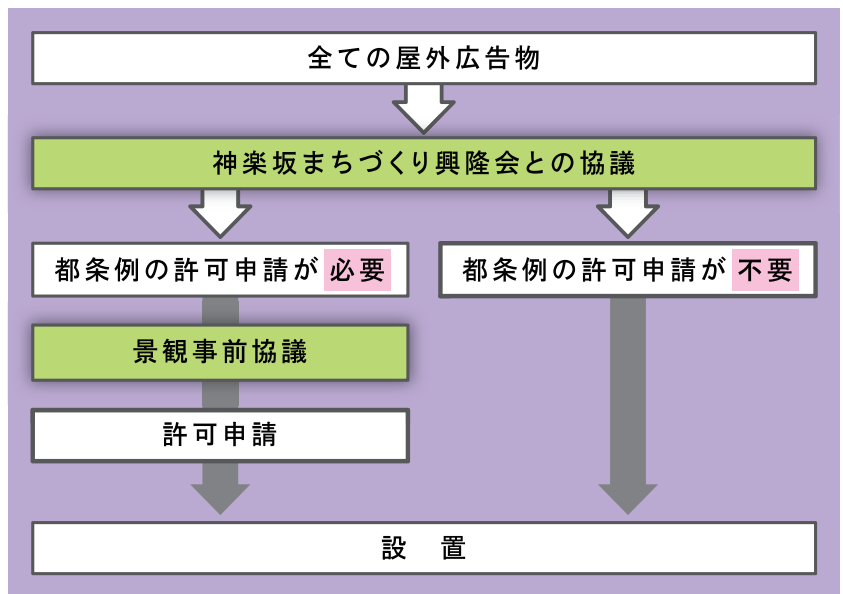 全ての屋外広告物
神楽坂まちづくり興隆会との協議
都条例の許可申請が 必要
都条例の許可申請が 不要
景観事前協議
許可申請
設　置